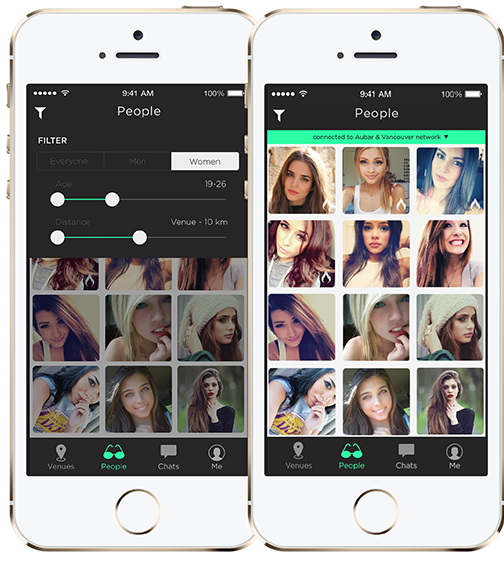 9:41 AM 100%
People
FILTER
Everyone Men Women
Age 19-26
Distance Venue - 10 km
Venues People Chats Me
9:41 AM 100%
People
connected to Aubar & Vancouver network
Venues People Chats Me